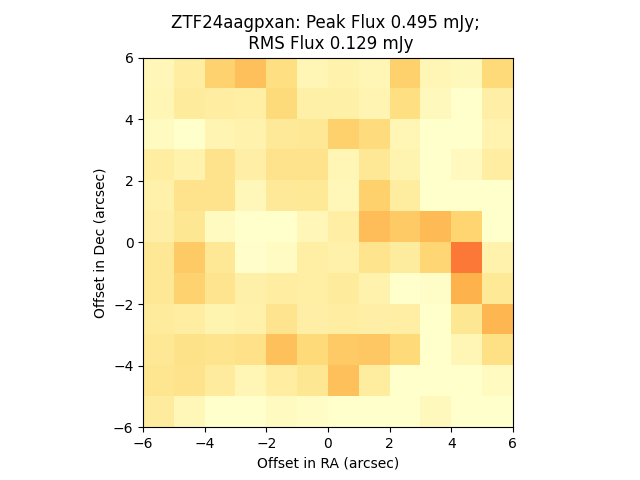 ZTF24aagpxan: Peak Flux 0.495 mJy;
RMS Flux 0.129 mJy
6
4
2
0
−2
−4
−6
Offset in Dec (arcsec)
−6 −4 −2 0 2 4 6
Offset in RA (arcsec)